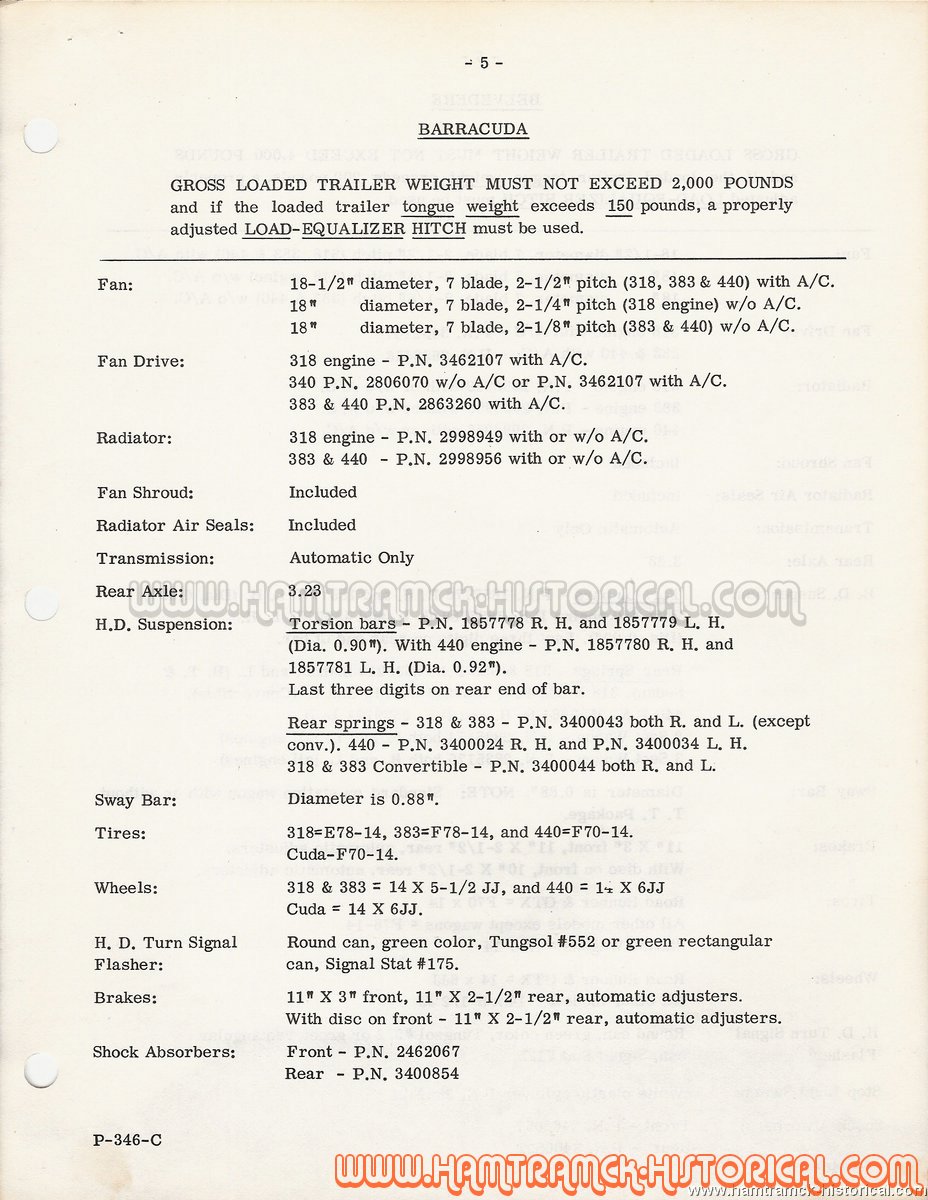 - 5 -
BARRACUDA
GROSS LOADED TRAILER WEIGHT MUST NOT EXCEED 2,000 POUNDS
and if the loaded trailer tongue weight exceeds 150 pounds, a properly
adjusted LOAD-EQUALIZER HITCH must be used.
Fan: 18-1/2" diameter, 7 blade, 2-1/2" pitch (318, 383 & 440) with A/C.
18" diameter, 7 blade, 2-1/4" pitch (318 engine) w/o A/C.
18" diameter, 7 blade, 2-1/8" pitch (383 & 440) w/o A/C.
Fan Drive: 318 engine - P.N. 3462107 with A/C.
340 P.N. 2806070 w/o A/C or P.N. 3462107 with A/C.
383 & 440 P.N. 2863260 with A/C.
Radiator: 318 engine - P.N. 2998949 with or w/o A/C.
383 & 440 - P.N. 2998956 with or w/o A/C.
Fan Shroud: Included
Radiator Air Seals: Included
Transmission: Automatic Only
Rear Axle: 3.23
www.Hamtramck-Historical.com
H.D. Suspension: Torsion bars - P.N. 1857778 R. H. and 1857779 L. H.
(Dia. 0.90"). With 440 engine - P.N. 1857780 R. H. and
1857781 L. H. (Dia. 0.92").
Last three digits on rear end of bar.
Rear springs - 318 & 383 - P.N. 3400043 both R. and L. (except
conv.). 440 - P.N. 3400024 R. H. and P.N. 3400034 L. H.
318 & 383 Convertible - P.N. 3400044 both R. and L.
Sway Bar: Diameter is 0.88".
Tires: 318=E78-14, 383=F78-14, and 440=F70-14.
Cuda-F70-14.
Wheels: 318 & 383 = 14 X 5-1/2 JJ, and 440 = 14 X 6JJ
Cuda = 14 X 6JJ.
H. D. Turn Signal Round can, green color, Tungsol #552 or green rectangular
Flasher: can, Signal Stat #175.
Brakes: 11" X 3" front, 11" X 2-1/2" rear, automatic adjusters.
With disc on front - 11" X 2-1/2" rear, automatic adjusters.
Shock Absorbers: Front - P.N. 2462067
Rear - P.N. 3400854
P-346-C
www.Hamtramck-Historical.com
www.hamtramckhistorical.com